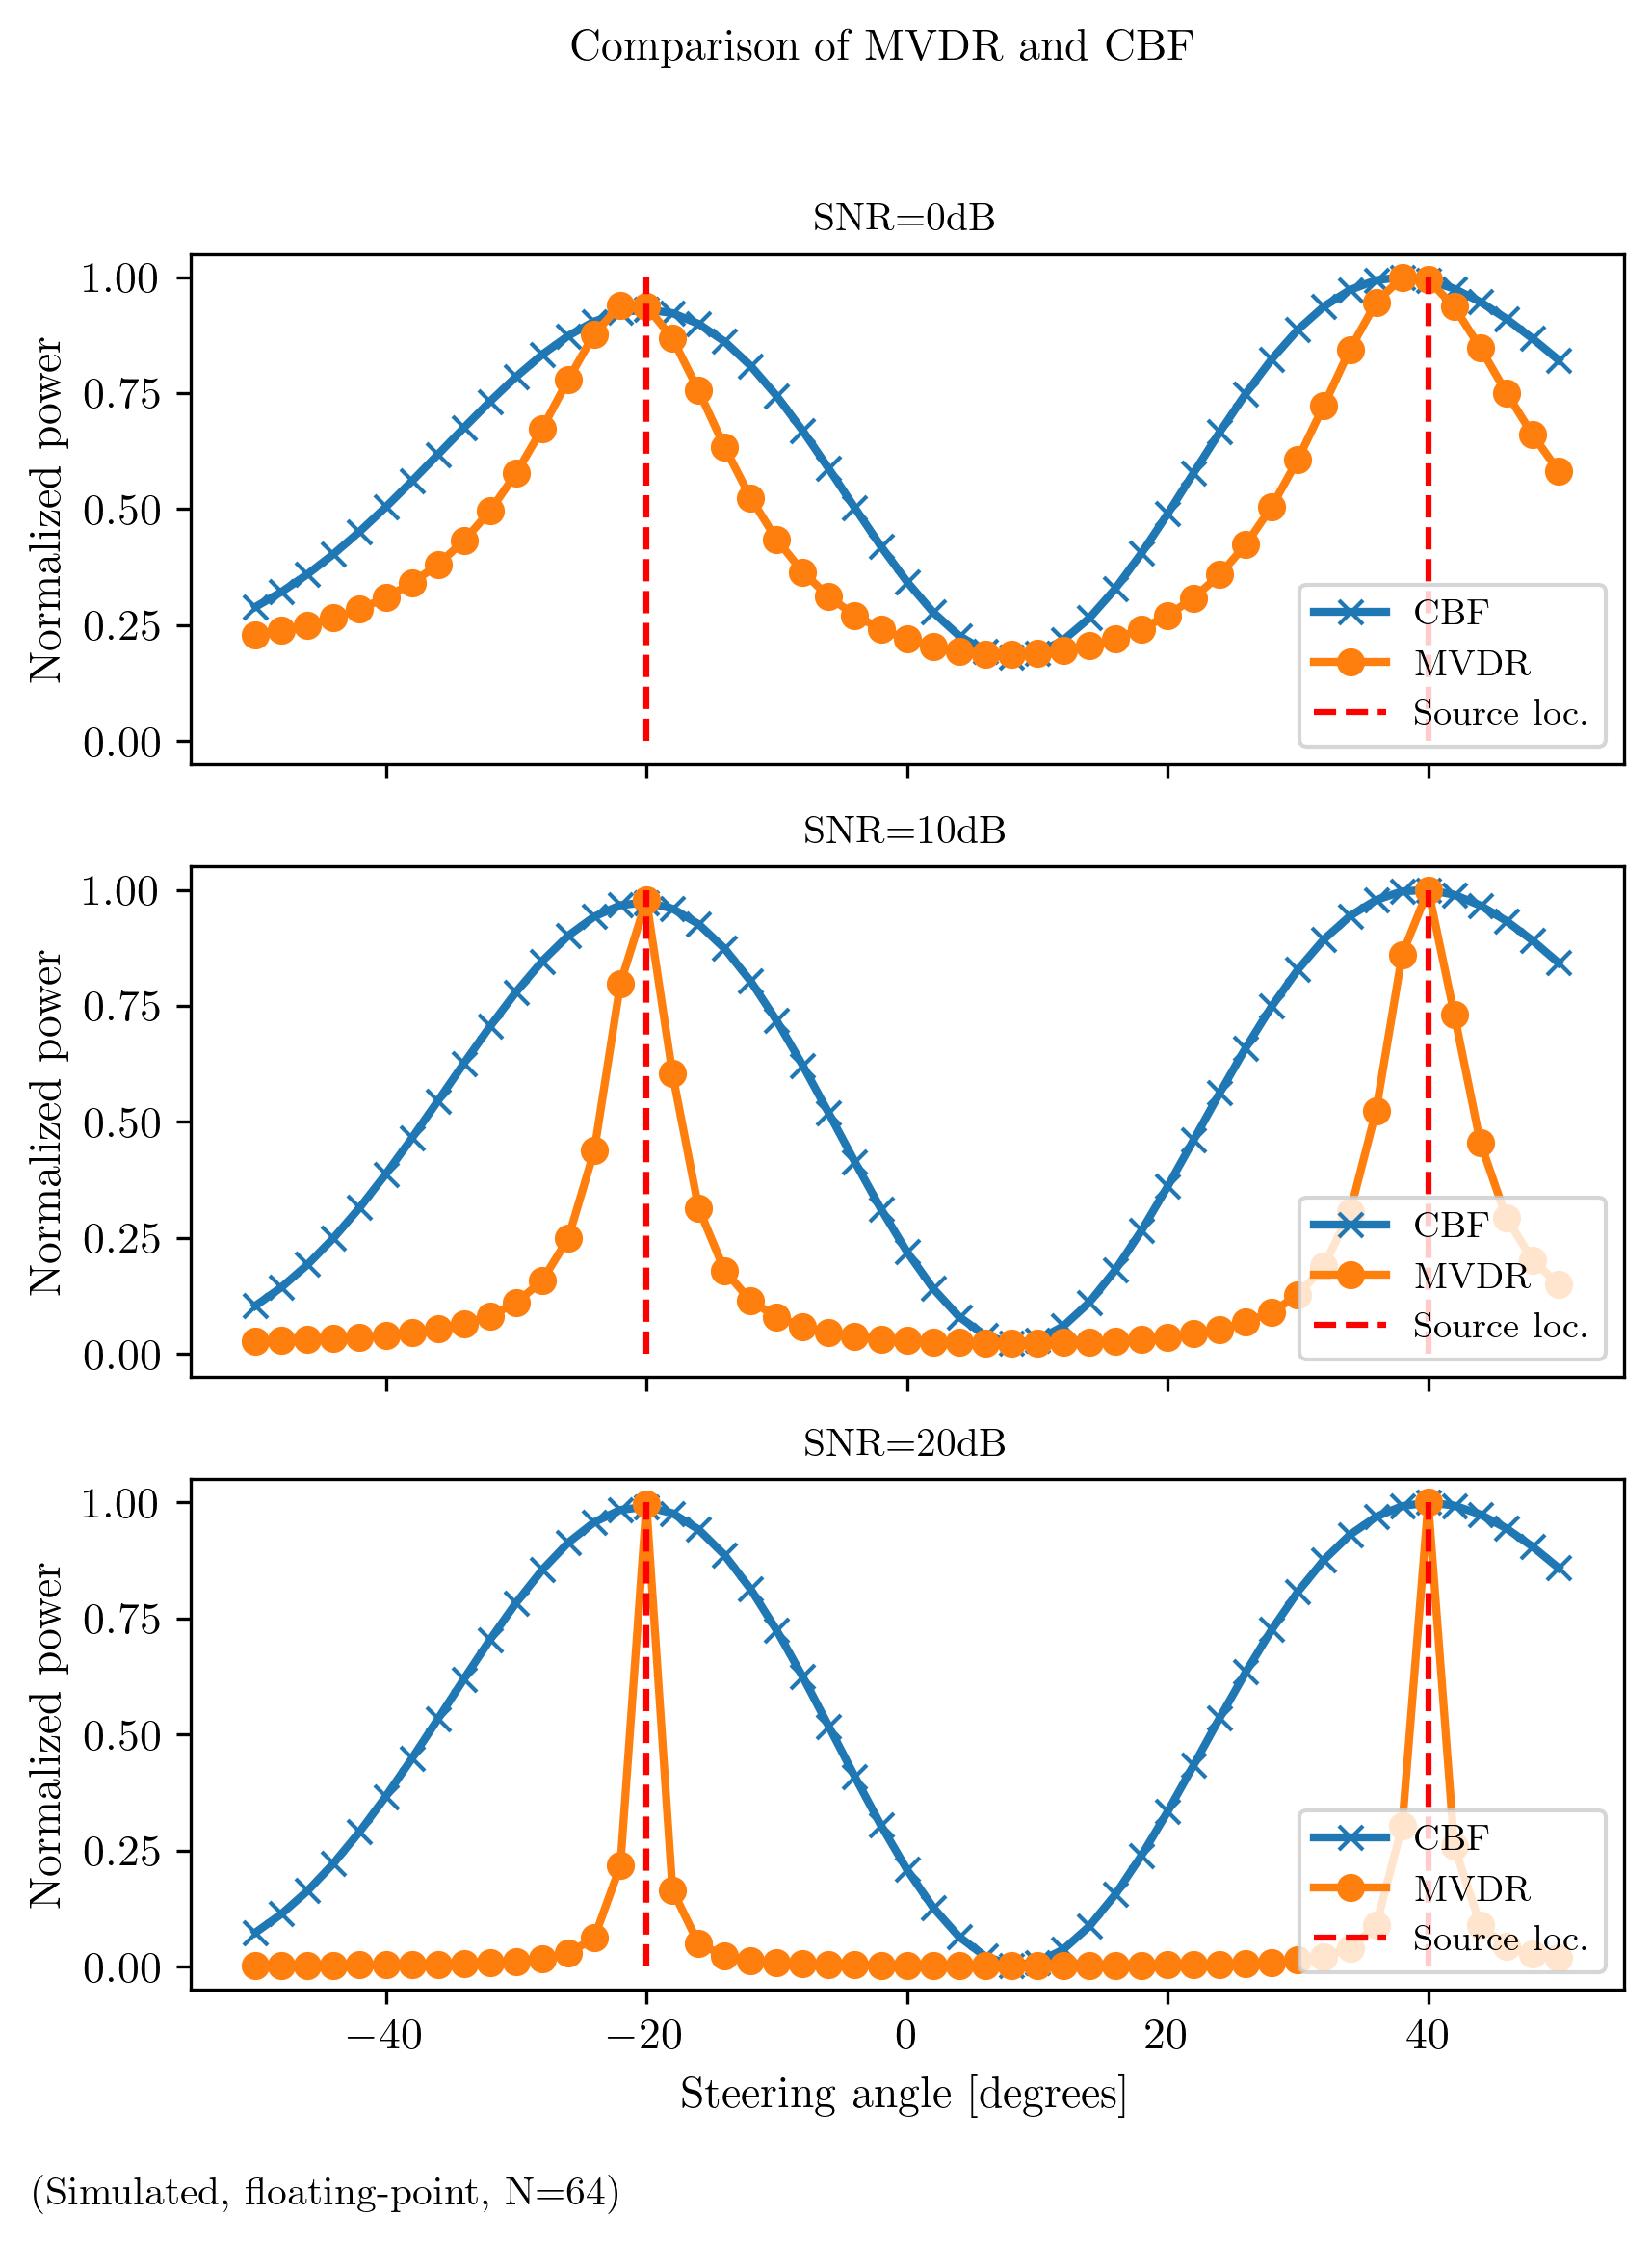 Comparison of MVDR and CBF
SNR=0dB
1.00
0.75
0.50
0.25
0.00
Normalized power
CBF
MVDR
Source loc.
SNR=10dB
1.00
0.75
0.50
0.25
0.00
Normalized power
CBF
MVDR
Source loc.
SNR=20dB
1.00
0.75
0.50
0.25
0.00
Normalized power
CBF
MVDR
Source loc.
−40 −20 0 20 40
Steering angle [degrees]
(Simulated, floating-point, N=64)